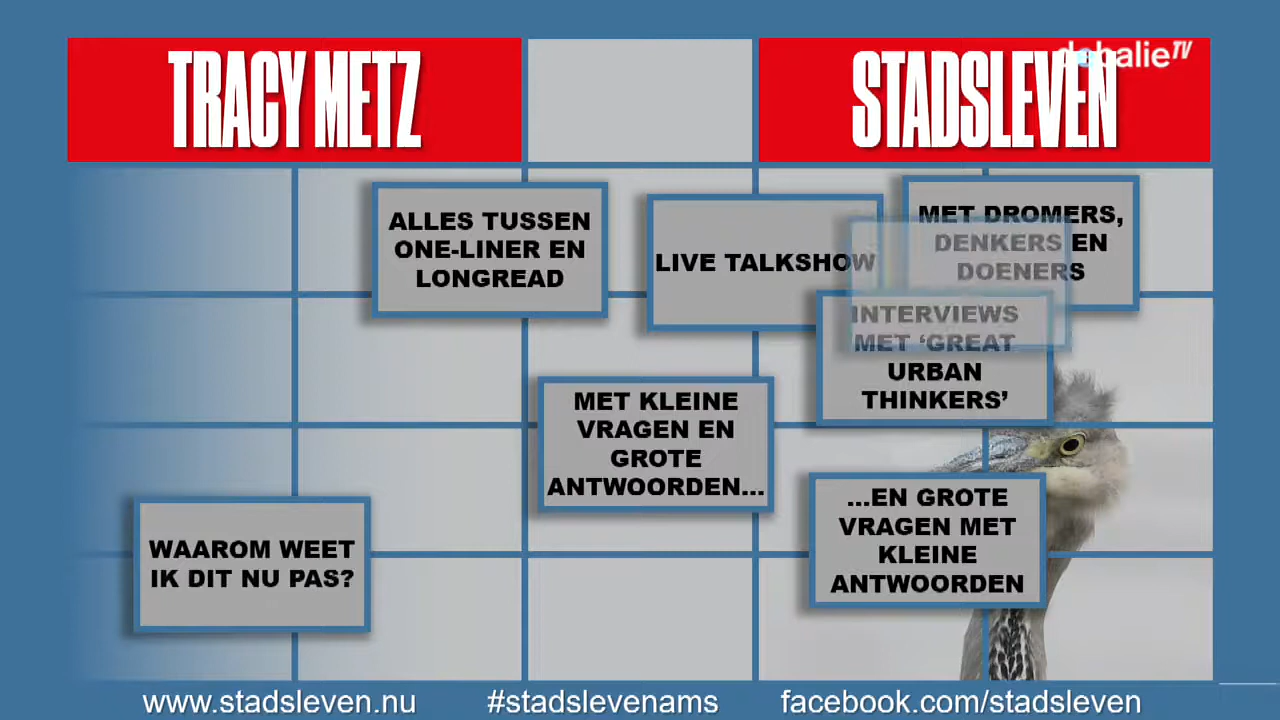 TRACY METZ
STADSLEVEN
debalieTV
ALLES TUSSEN
ONE-LINER EN
LONGREAD
LIVE TALKSHOW
MET DROMERS,
DENKERS EN
DOENERS
INTERVIEWS
MET ‘GREAT
URBAN
THINKERS’
MET KLEINE
VRAGEN EN
GROTE
ANTWOORDEN...
...EN GROTE
VRAGEN MET
KLEINE
ANTWOORDEN
WAAROM WEET
IK DIT NU PAS?
www.stadsleven.nu
#stadslevenams
facebook.com/stadsleven